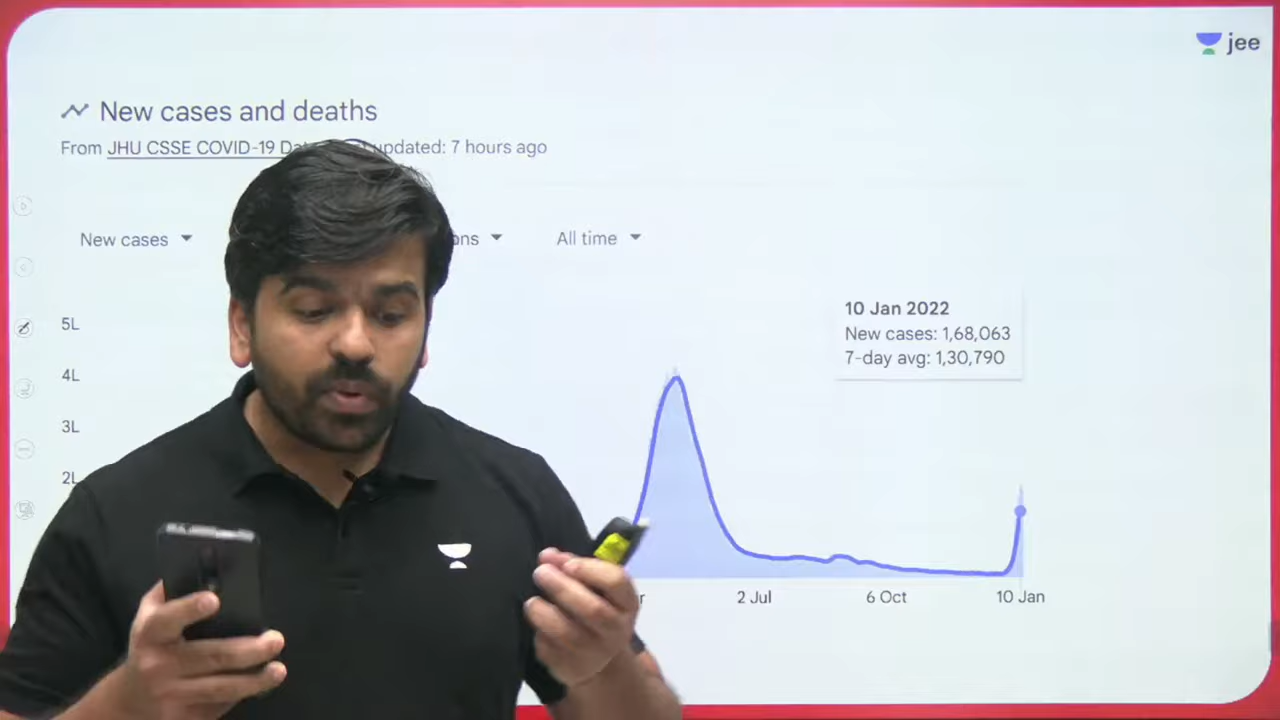 jee
New cases and deaths
From JHU CSSE COVID-19 updated: 7 hours ago
New cases
All time
10 Jan 2022
New cases: 1,68,063
7-day avg: 1,30,790
5L
4L
3L
2L
2 Jul 6 Oct 10 Jan